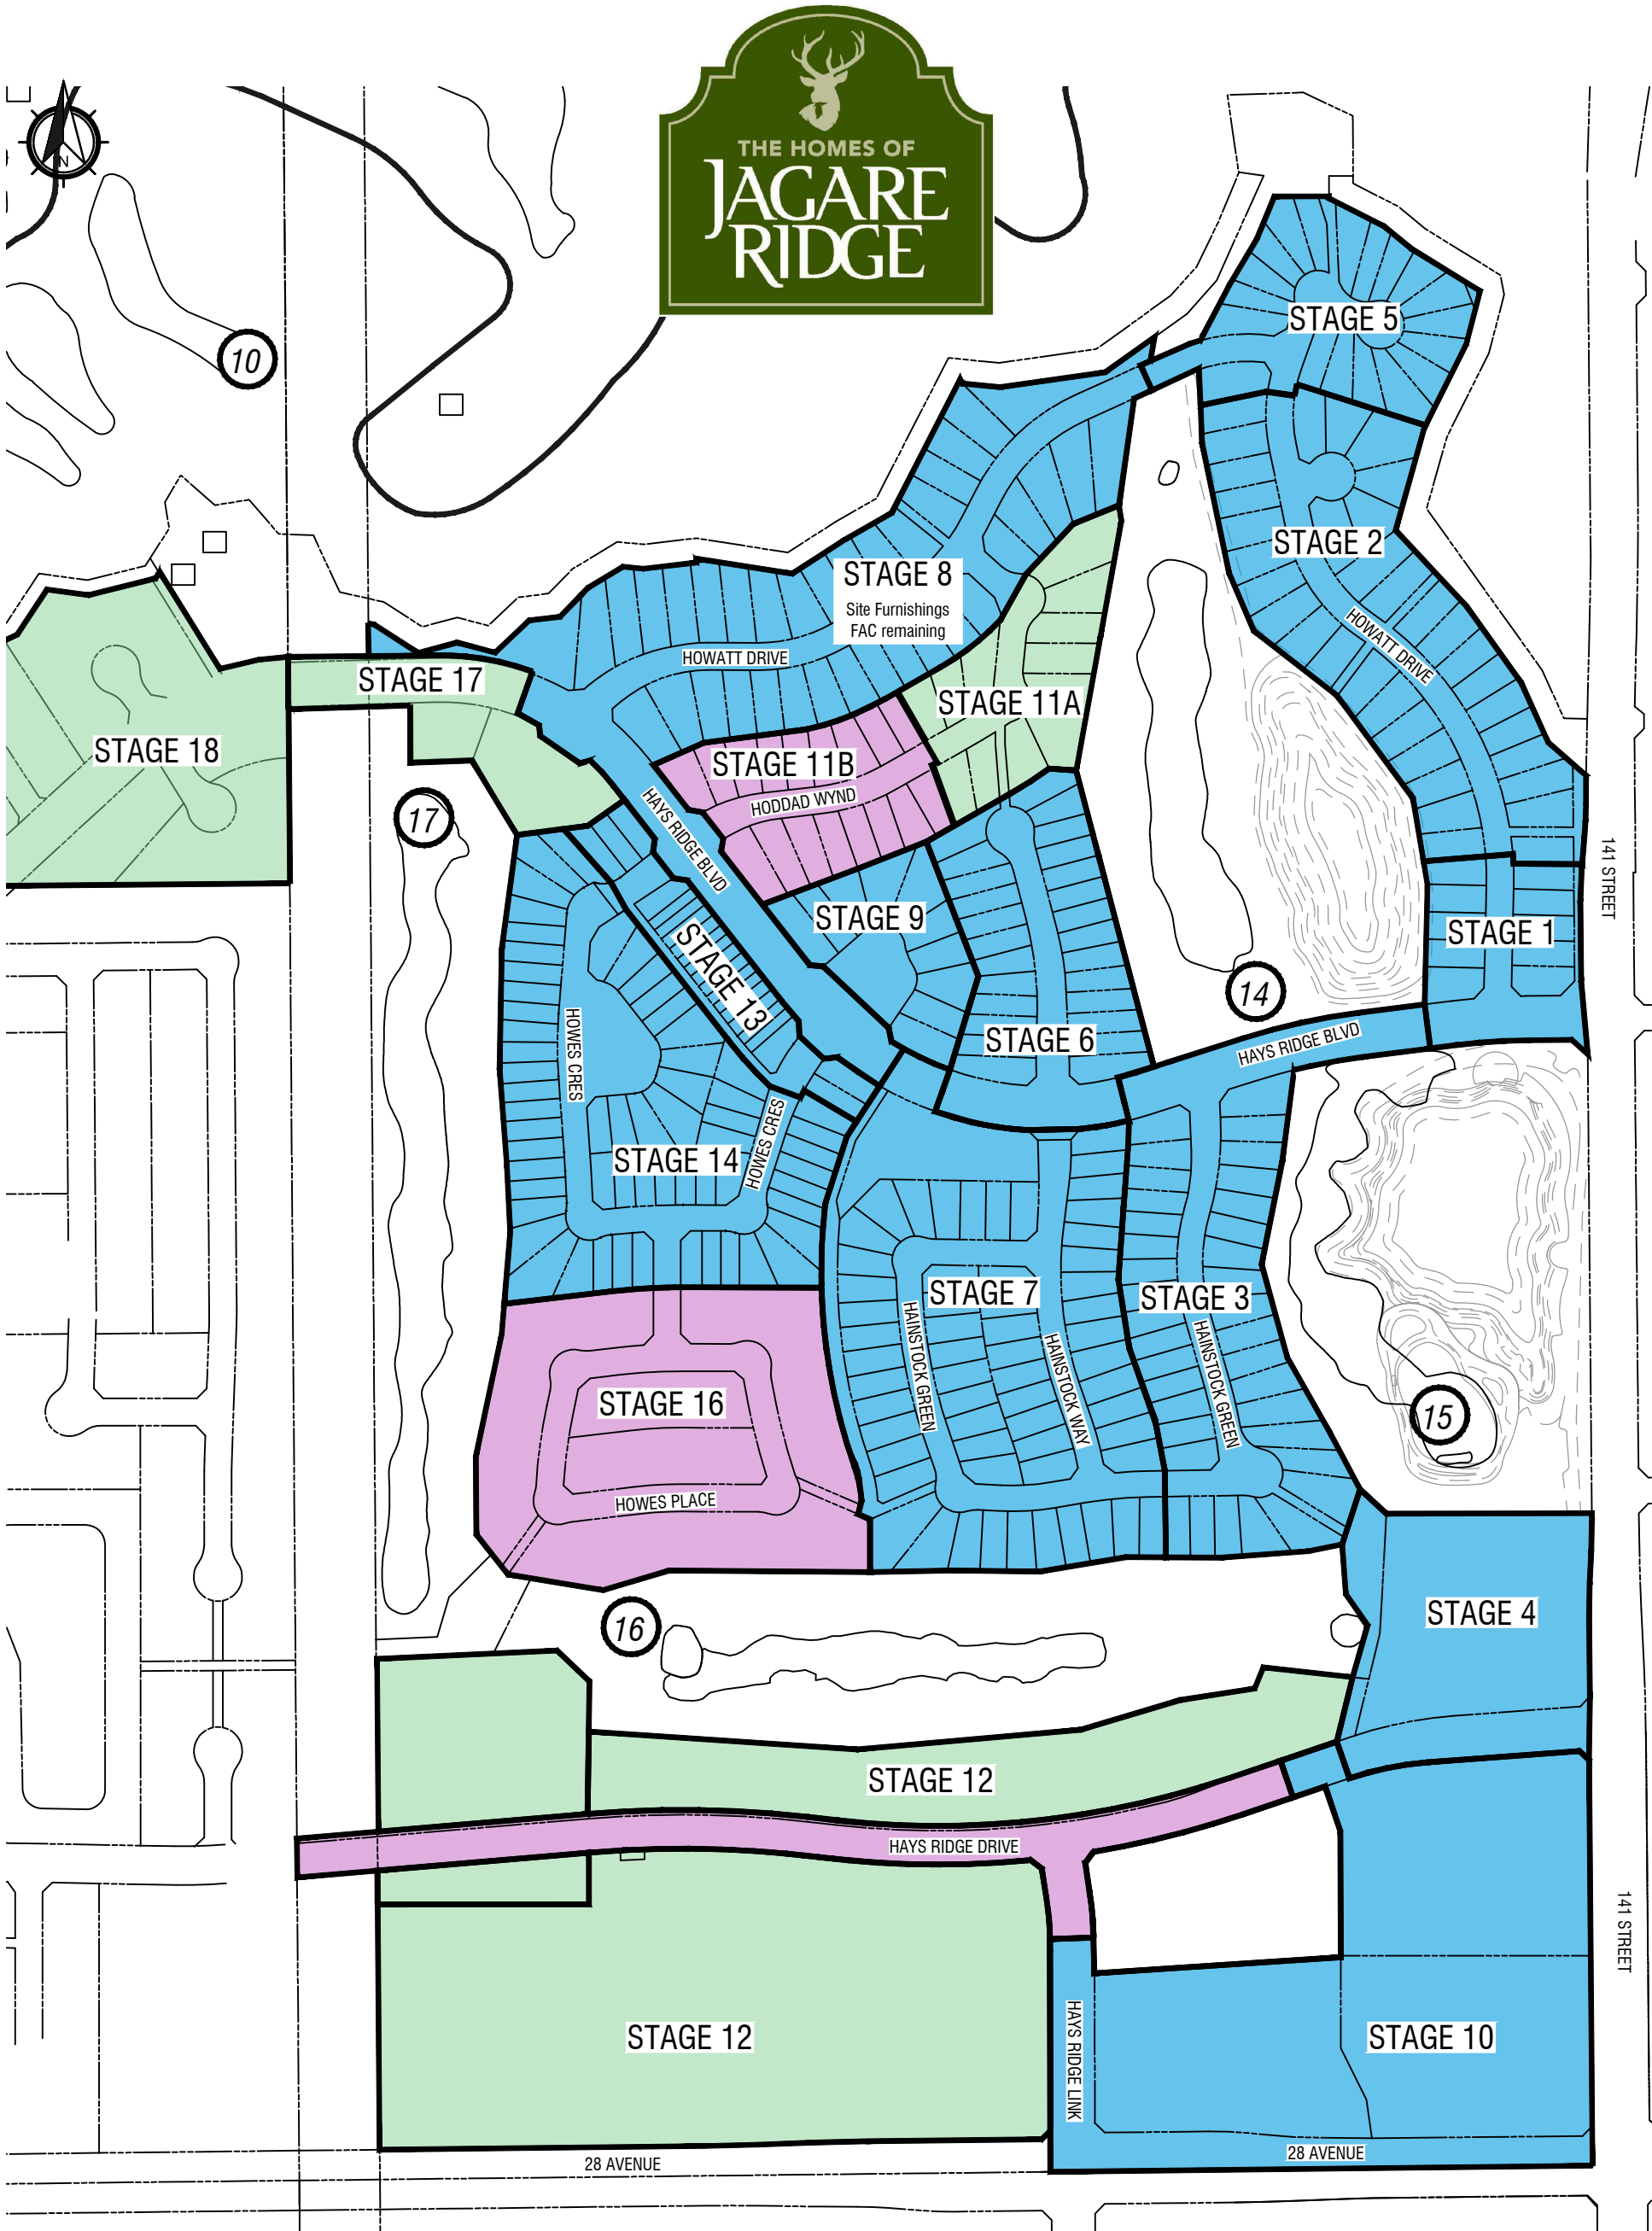 THE HOMES OF
JAGARE
RIDGE
N
10
STAGE 5
STAGE 2
HOWATT DRIVE
STAGE 8
Site Furnishings
FAC remaining
HOWATT DRIVE
STAGE 17
STAGE 11A
STAGE 18
STAGE 11B
HODDAD WYND
HAYS RIDGE BLVD
17
141 STREET
STAGE 9
STAGE 1
STAGE 13
14
STAGE 6
HAYS RIDGE BLVD
HOWES CRES
HOWES CRES
STAGE 14
STAGE 7
STAGE 3
HAINSTOCK GREEN
HAINSTOCK WAY
HAINSTOCK GREEN
STAGE 16
15
HOWES PLACE
16
STAGE 4
STAGE 12
HAYS RIDGE DRIVE
141 STREET
STAGE 12
HAYS RIDGE LINK
STAGE 10
28 AVENUE
28 AVENUE